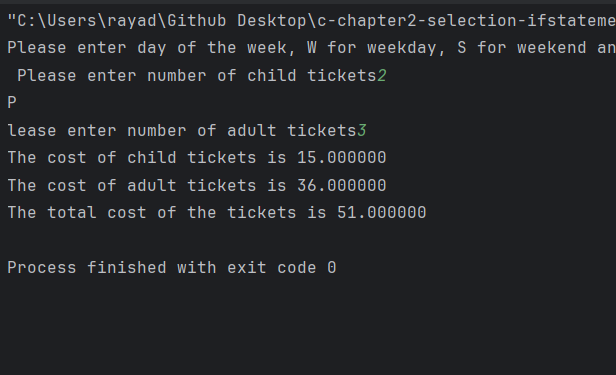 "C:\Users\rayad\Github Desktop\c-chapter2-selection-ifstateme
Please enter day of the week, W for weekday, S for weekend an
Please enter number of child tickets2
P
lease enter number of adult tickets3
The cost of child tickets is 15.000000
The cost of adult tickets is 36.000000
The total cost of the tickets is 51.000000
Process finished with exit code 0